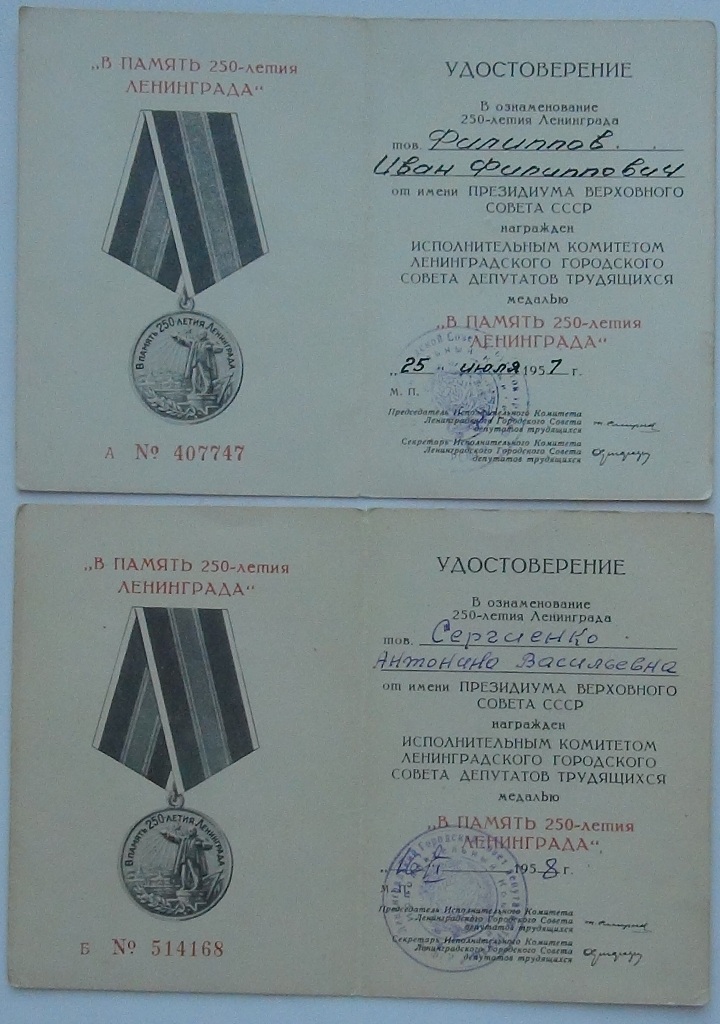 „В ПАМЯТЬ 250-летия
ЛЕНИНГРАДА“
В ПАМЯТЬ 250 ЛЕТИЯ ЛЕНИНГРАДА
А № 407747
УДОСТОВЕРЕНИЕ
В ознаменование
250-летия Ленинграда
тов. Филиппов
Иван Филиппович
от имени ПРЕЗИДИУМА ВЕРХОВНОГО
СОВЕТА СССР
награжден
ИСПОЛНИТЕЛЬНЫМ КОМИТЕТОМ
ЛЕНИНГРАДСКОГО ГОРОДСКОГО
СОВЕТА ДЕПУТАТОВ ТРУДЯЩИХСЯ
медалью
„В ПАМЯТЬ 250-летия
ЛЕНИНГРАДА“
„25“ июля 1957 г.
М. П.
Председатель Исполнительного Комитета
Ленинградского Городского Совета
депутатов трудящихся
Секретарь Исполнительного Комитета
Ленинградского Городского Совета
депутатов трудящихся
„В ПАМЯТЬ 250-летия
ЛЕНИНГРАДА“
В ПАМЯТЬ 250 ЛЕТИЯ ЛЕНИНГРАДА
Б № 514168
УДОСТОВЕРЕНИЕ
В ознаменование
250-летия Ленинграда
тов. Сергиенко
Антонина Васильевна
от имени ПРЕЗИДИУМА ВЕРХОВНОГО
СОВЕТА СССР
награжден
ИСПОЛНИТЕЛЬНЫМ КОМИТЕТОМ
ЛЕНИНГРАДСКОГО ГОРОДСКОГО
СОВЕТА ДЕПУТАТОВ ТРУДЯЩИХСЯ
медалью
„В ПАМЯТЬ 250-летия
ЛЕНИНГРАДА“
1958 г.
М. П.
Председатель Исполнительного Комитета
Ленинградского Городского Совета
депутатов трудящихся
Секретарь Исполнительного Комитета
Ленинградского Городского Совета
депутатов трудящихся